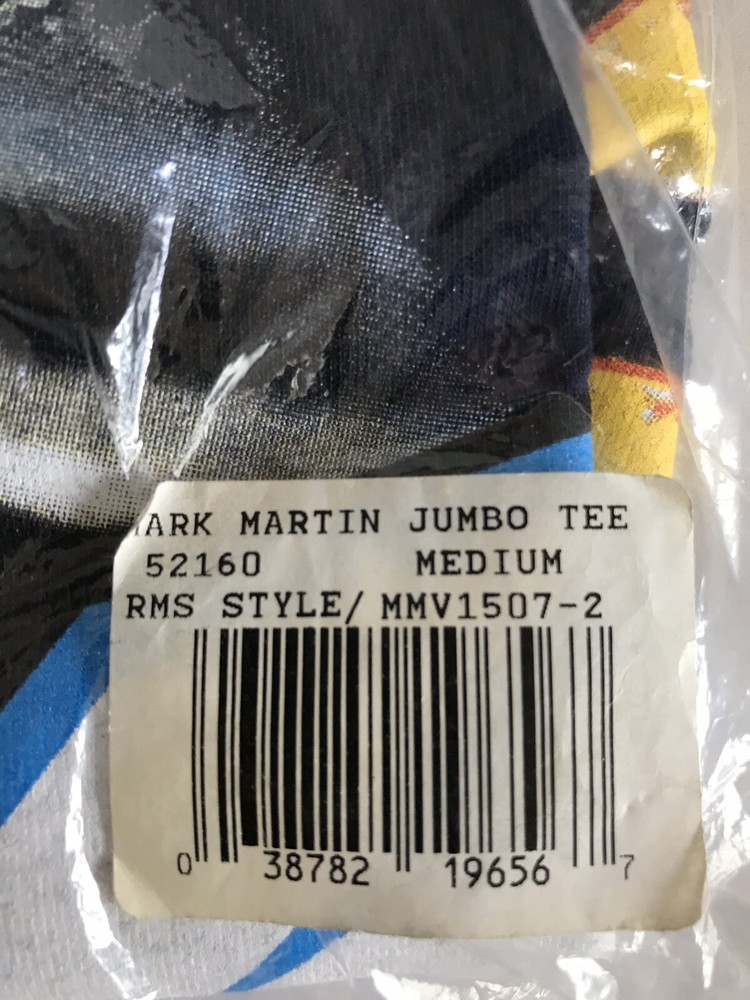 ARK MARTIN JUMBO TEE
52160 MEDIUM
RMS STYLE/ MMV1507-2
0 38782 19656 7